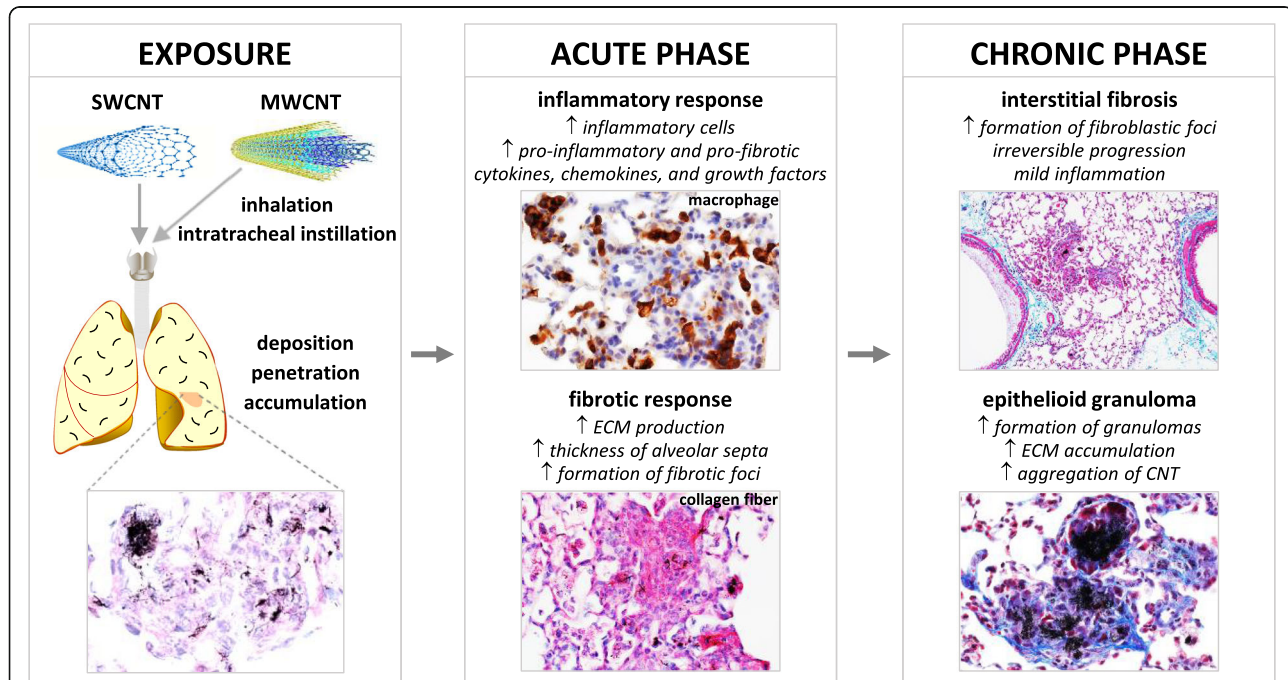 EXPOSURE
SWCNT
MWCNT
inhalation
intratracheal instillation
deposition
penetration
accumulation
ACUTE PHASE
inflammatory response
↑ inflammatory cells
↑ pro-inflammatory and pro-fibrotic
cytokines, chemokines, and growth factors
macrophage
fibrotic response
↑ ECM production
↑ thickness of alveolar septa
↑ formation of fibrotic foci
collagen fiber
CHRONIC PHASE
interstitial fibrosis
↑ formation of fibroblastic foci
irreversible progression
mild inflammation
epithelioid granuloma
↑ formation of granulomas
↑ ECM accumulation
↑ aggregation of CNT